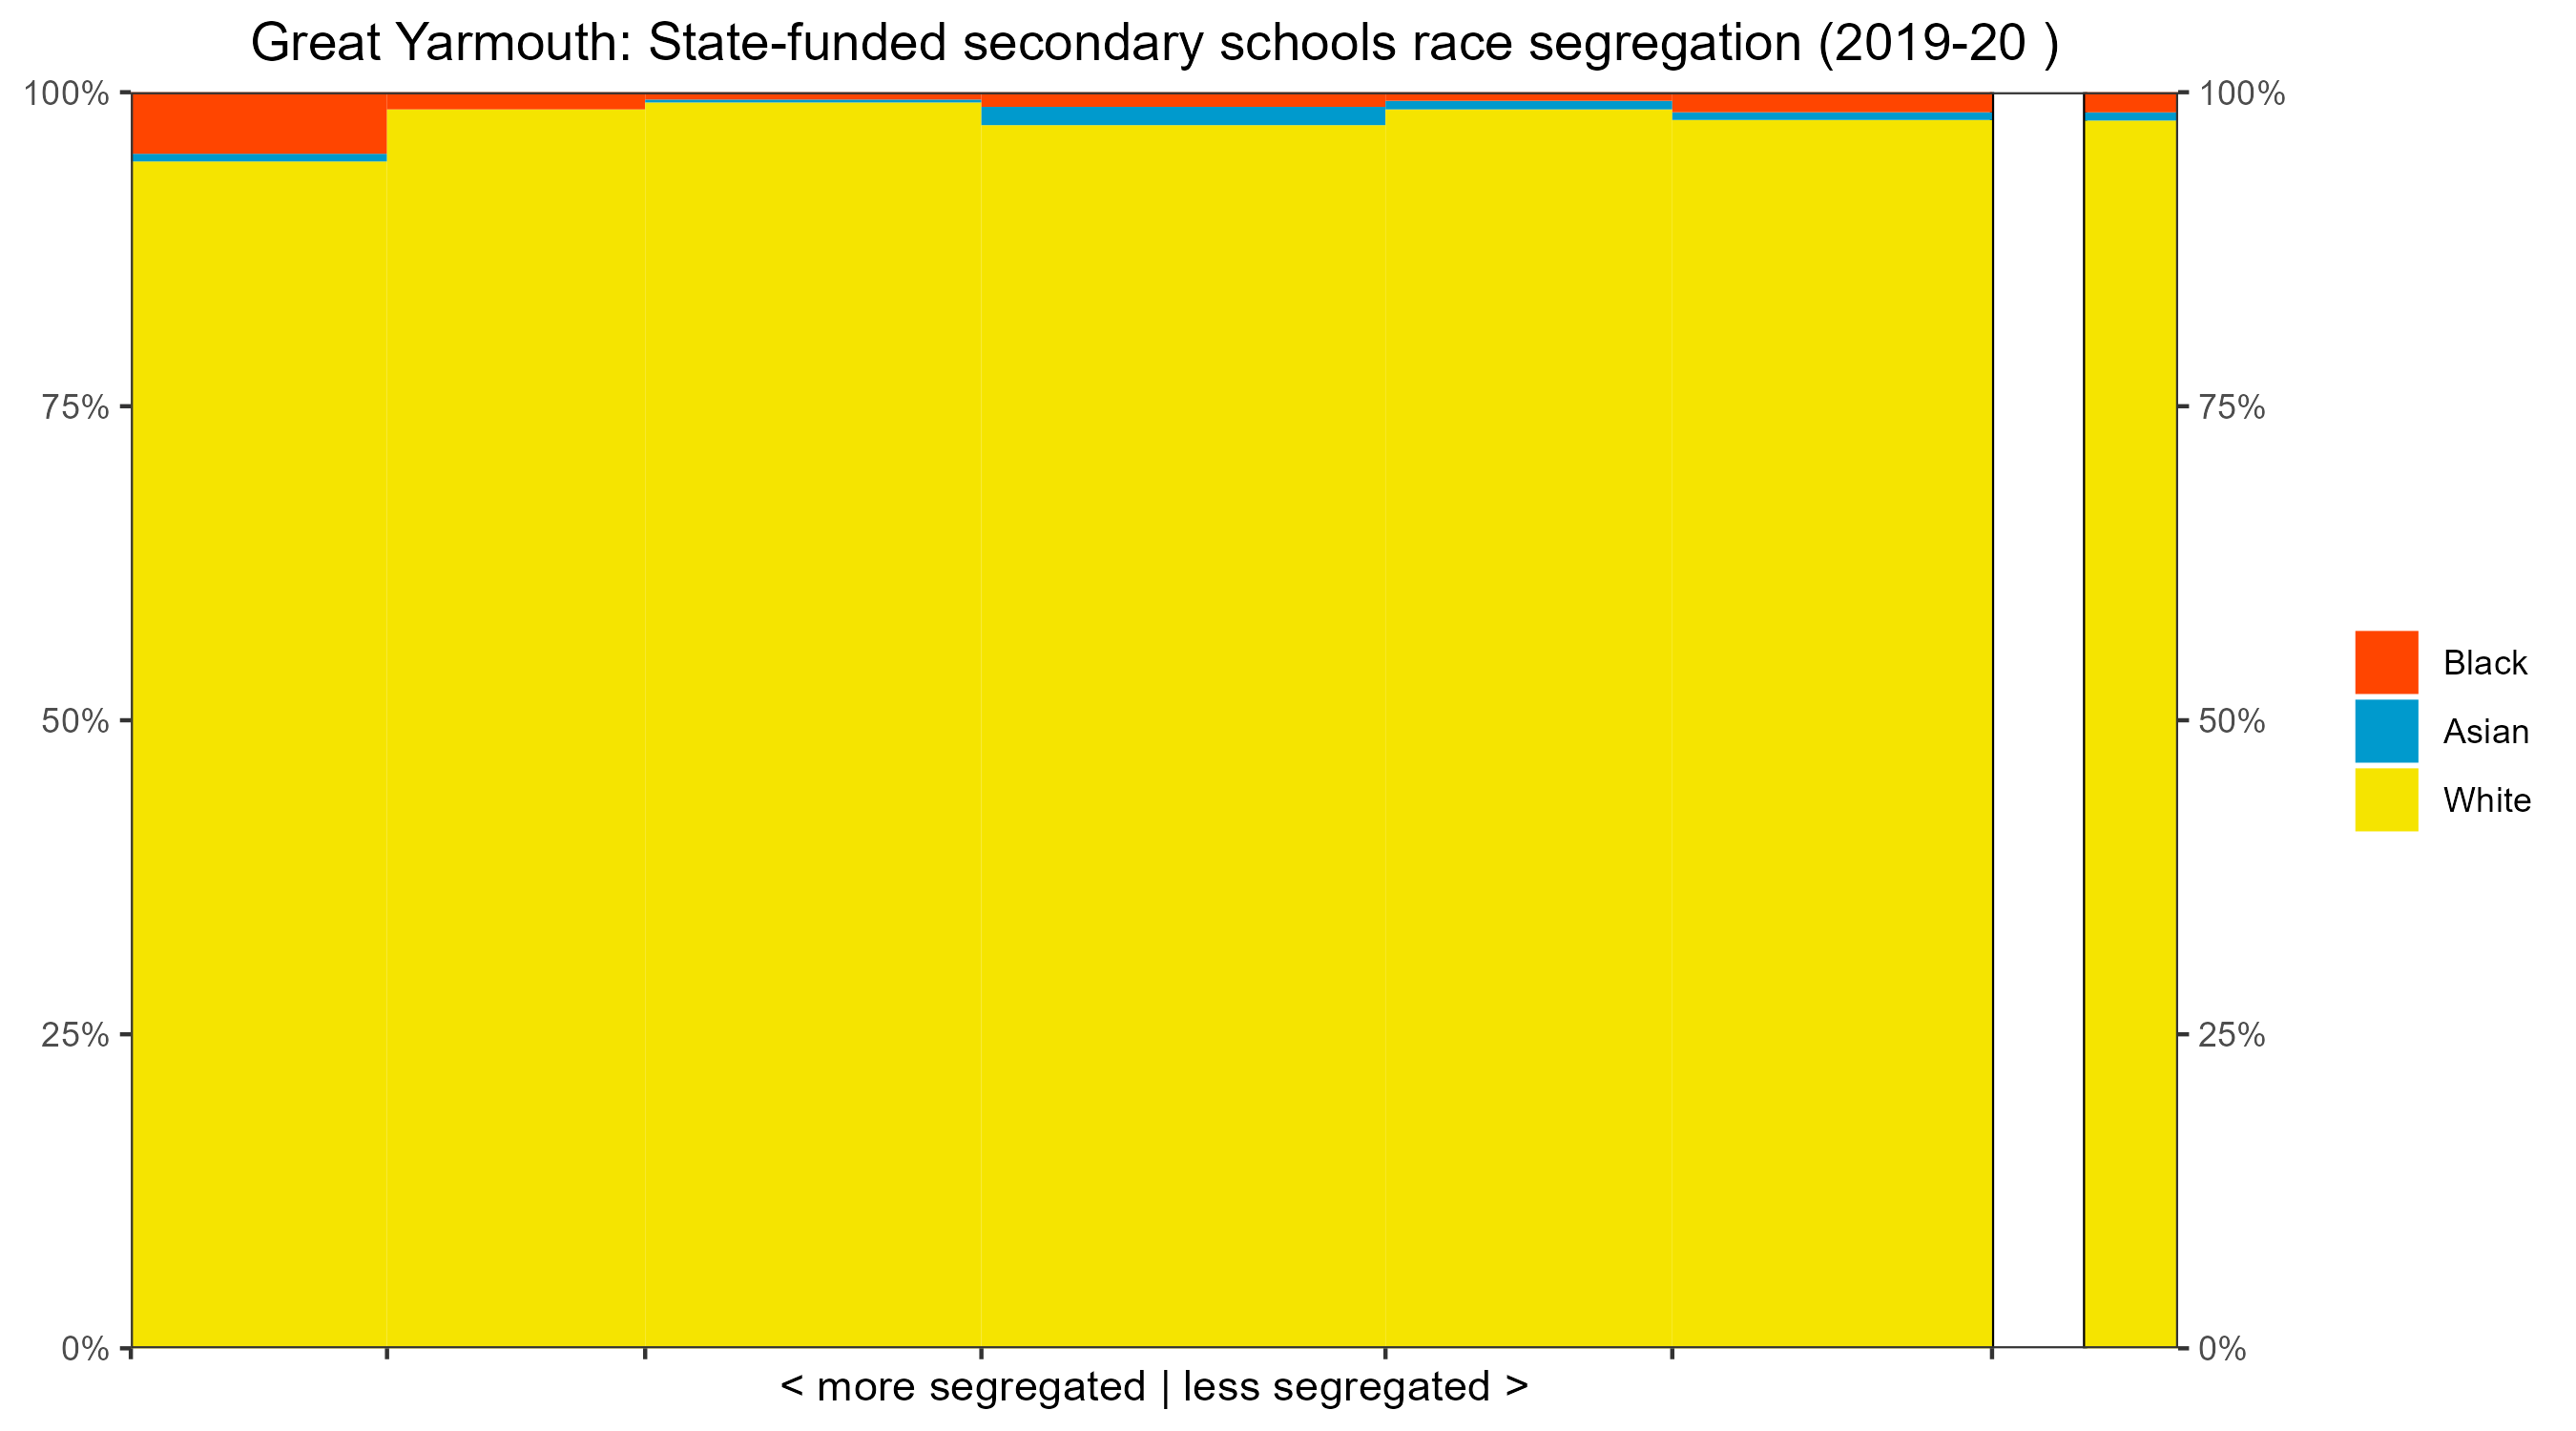 Great Yarmouth: State-funded secondary schools race segregation (2019-20 )
100%
75%
50%
25%
0%
100%
75%
50%
25%
0%
Black
Asian
White
< more segregated | less segregated >